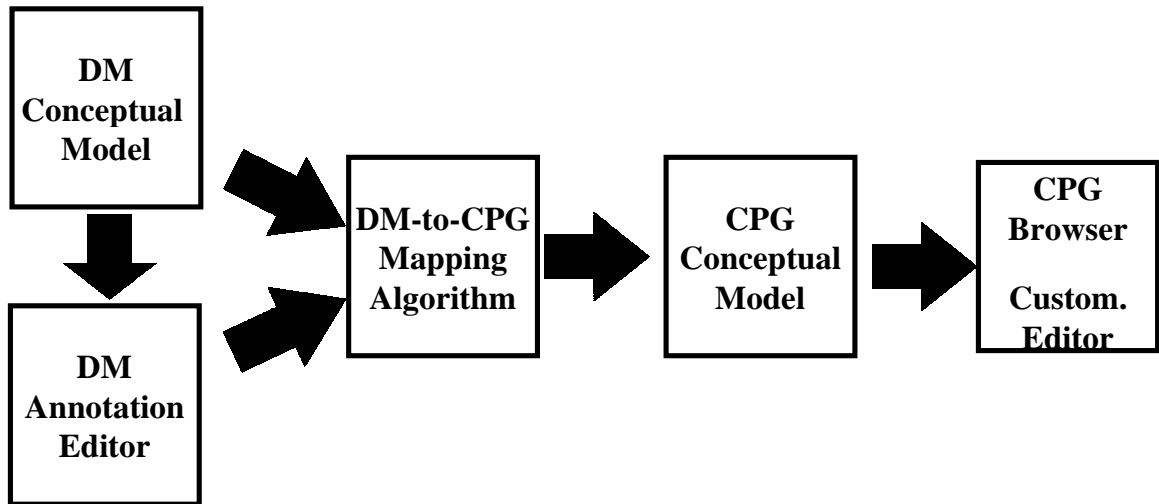 DM
Conceptual
Model
DM
Annotation
Editor
DM-to-CPG
Mapping
Algorithm
CPG
Conceptual
Model
CPG
Browser
Custom.
Editor